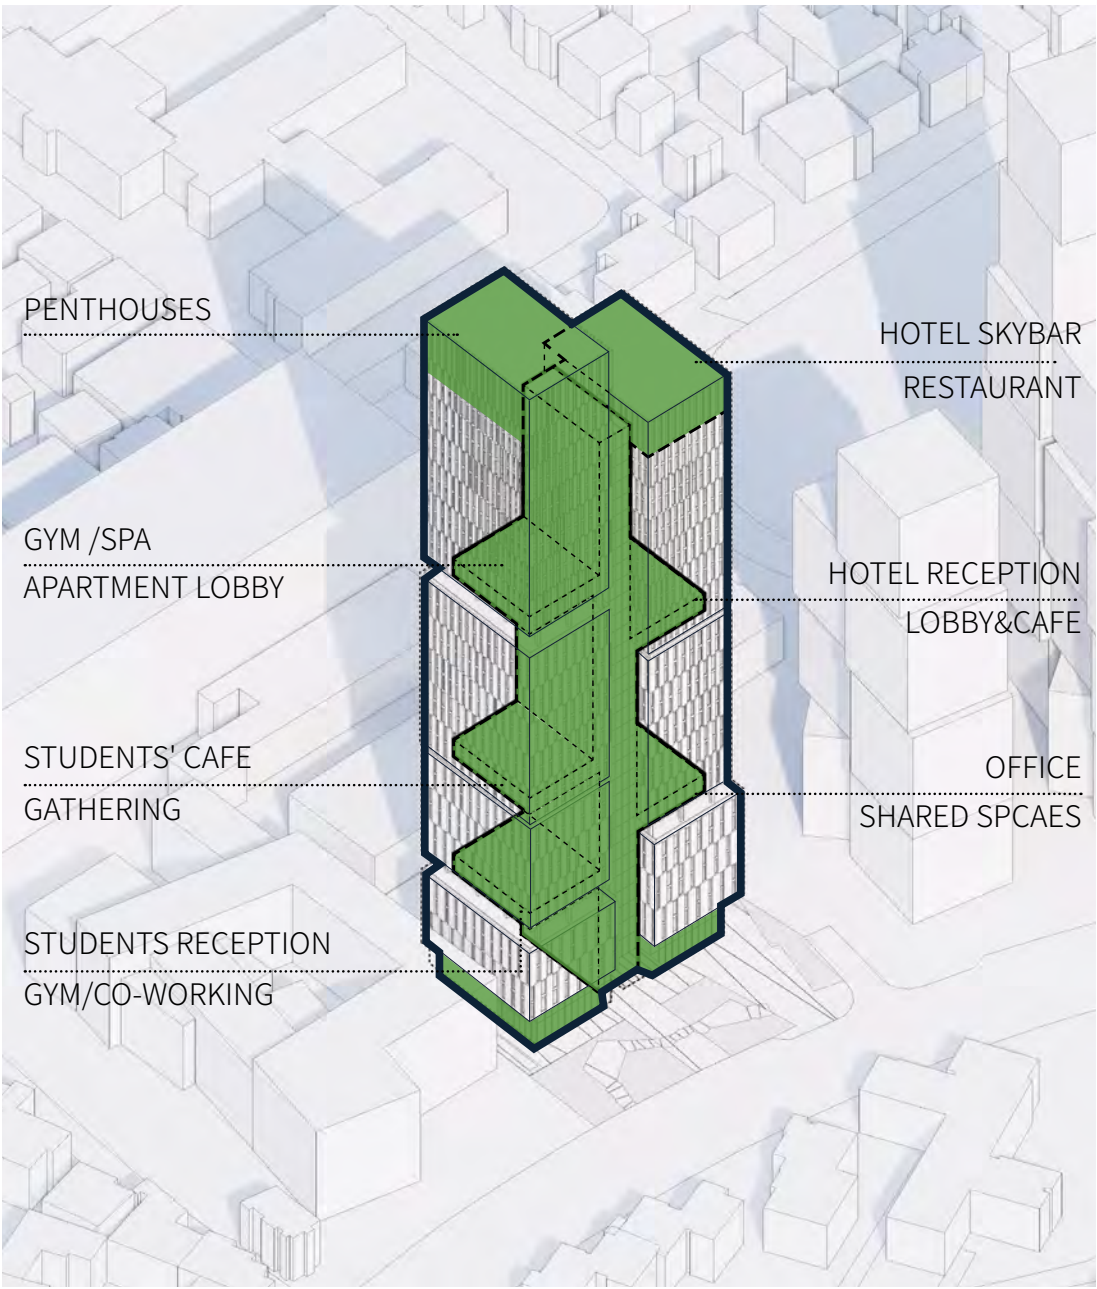 PENTHOUSES
HOTEL SKYBAR
RESTAURANT
GYM /SPA
APARTMENT LOBBY
HOTEL RECEPTION
LOBBY&CAFE
STUDENTS' CAFE
GATHERING
OFFICE
SHARED SPCAES
STUDENTS RECEPTION
GYM/CO-WORKING